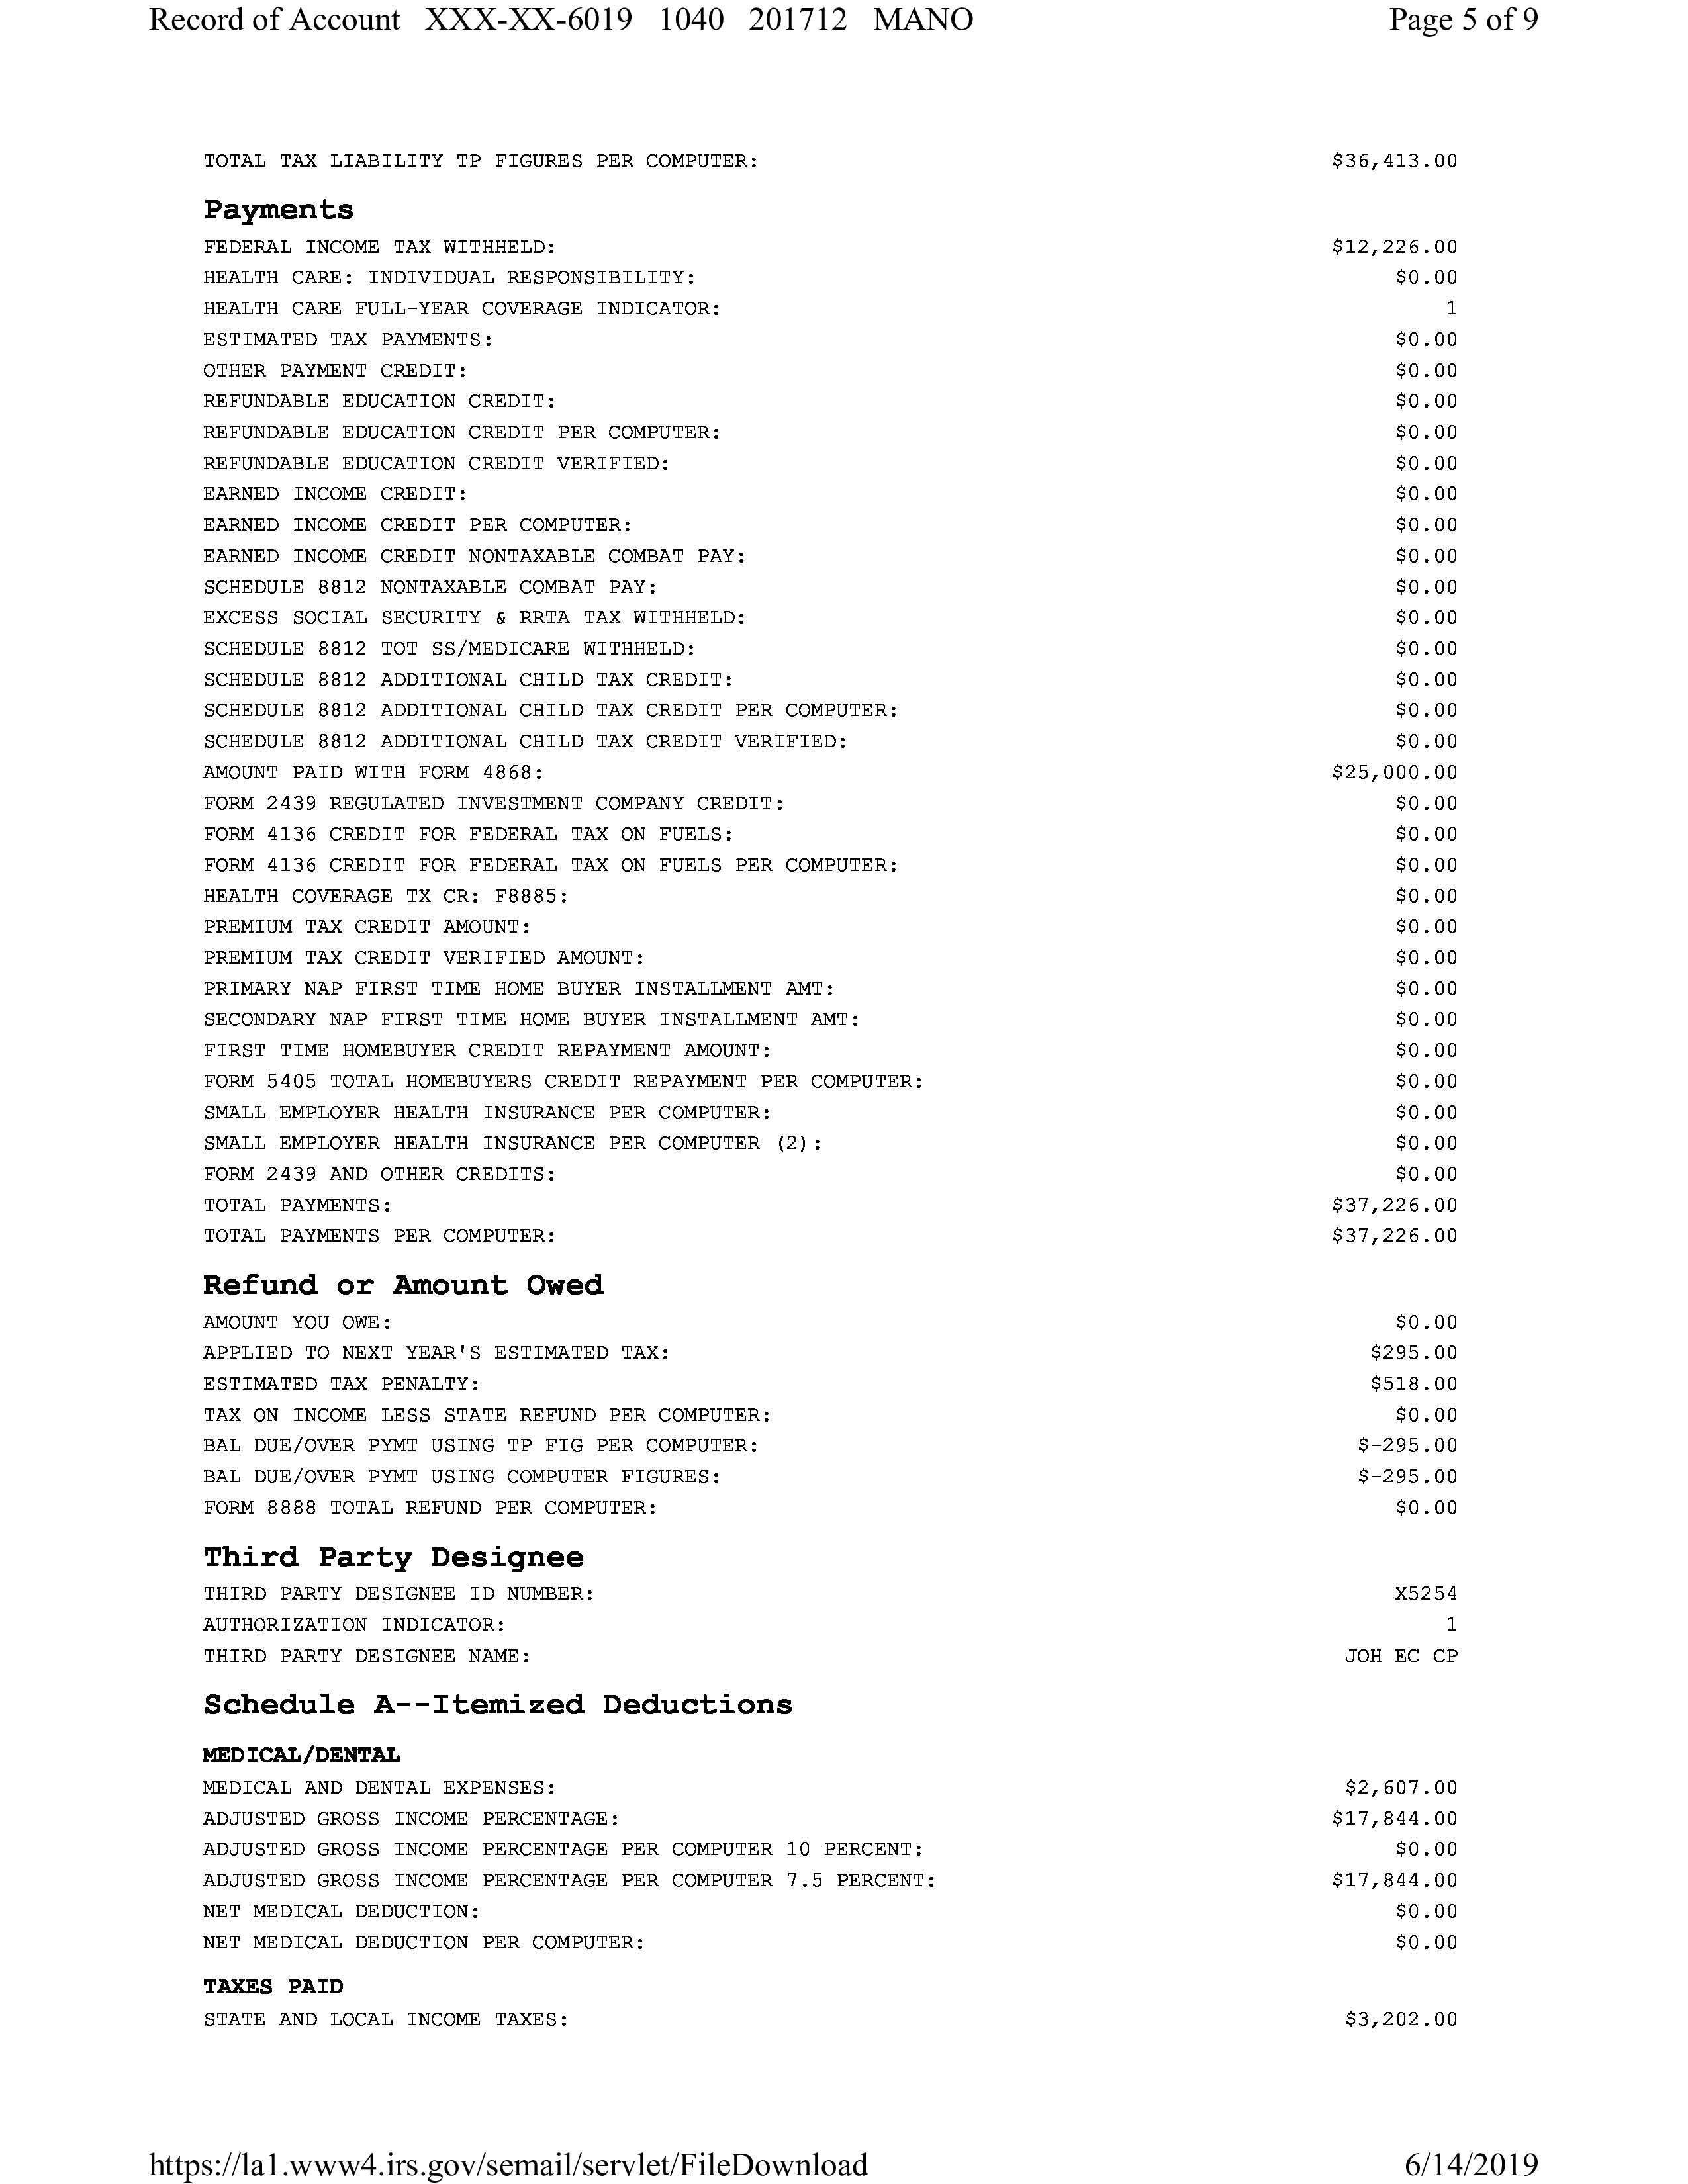 Record of Account XXX-XX-6019 1040 201712 MANO Page 5 of 9
TOTAL TAX LIABILITY TP FIGURES PER COMPUTER: $36,413.00
Payments
FEDERAL INCOME TAX WITHHELD: $12,226.00
HEALTH CARE: INDIVIDUAL RESPONSIBILITY: $0.00
HEALTH CARE FULL-YEAR COVERAGE INDICATOR: 1
ESTIMATED TAX PAYMENTS: $0.00
OTHER PAYMENT CREDIT: $0.00
REFUNDABLE EDUCATION CREDIT: $0.00
REFUNDABLE EDUCATION CREDIT PER COMPUTER: $0.00
REFUNDABLE EDUCATION CREDIT VERIFIED: $0.00
EARNED INCOME CREDIT: $0.00
EARNED INCOME CREDIT PER COMPUTER: $0.00
EARNED INCOME CREDIT NONTAXABLE COMBAT PAY: $0.00
SCHEDULE 8812 NONTAXABLE COMBAT PAY: $0.00
EXCESS SOCIAL SECURITY & RRTA TAX WITHHELD: $0.00
SCHEDULE 8812 TOT SS/MEDICARE WITHHELD: $0.00
SCHEDULE 8812 ADDITIONAL CHILD TAX CREDIT: $0.00
SCHEDULE 8812 ADDITIONAL CHILD TAX CREDIT PER COMPUTER: $0.00
SCHEDULE 8812 ADDITIONAL CHILD TAX CREDIT VERIFIED: $0.00
AMOUNT PAID WITH FORM 4868: $25,000.00
FORM 2439 REGULATED INVESTMENT COMPANY CREDIT: $0.00
FORM 4136 CREDIT FOR FEDERAL TAX ON FUELS: $0.00
FORM 4136 CREDIT FOR FEDERAL TAX ON FUELS PER COMPUTER: $0.00
HEALTH COVERAGE TX CR: F8885: $0.00
PREMIUM TAX CREDIT AMOUNT: $0.00
PREMIUM TAX CREDIT VERIFIED AMOUNT: $0.00
PRIMARY NAP FIRST TIME HOME BUYER INSTALLMENT AMT: $0.00
SECONDARY NAP FIRST TIME HOME BUYER INSTALLMENT AMT: $0.00
FIRST TIME HOMEBUYER CREDIT REPAYMENT AMOUNT: $0.00
FORM 5405 TOTAL HOMEBUYERS CREDIT REPAYMENT PER COMPUTER: $0.00
SMALL EMPLOYER HEALTH INSURANCE PER COMPUTER: $0.00
SMALL EMPLOYER HEALTH INSURANCE PER COMPUTER (2): $0.00
FORM 2439 AND OTHER CREDITS: $0.00
TOTAL PAYMENTS: $37,226.00
TOTAL PAYMENTS PER COMPUTER: $37,226.00
Refund or Amount Owed
AMOUNT YOU OWE: $0.00
APPLIED TO NEXT YEAR'S ESTIMATED TAX: $295.00
ESTIMATED TAX PENALTY: $518.00
TAX ON INCOME LESS STATE REFUND PER COMPUTER: $0.00
BAL DUE/OVER PYMT USING TP FIG PER COMPUTER: $-295.00
BAL DUE/OVER PYMT USING COMPUTER FIGURES: $-295.00
FORM 8888 TOTAL REFUND PER COMPUTER: $0.00
Third Party Designee
THIRD PARTY DESIGNEE ID NUMBER: X5254
AUTHORIZATION INDICATOR: 1
THIRD PARTY DESIGNEE NAME: JOH EC CP
Schedule A--Itemized Deductions
MEDICAL/DENTAL
MEDICAL AND DENTAL EXPENSES: $2,607.00
ADJUSTED GROSS INCOME PERCENTAGE: $17,844.00
ADJUSTED GROSS INCOME PERCENTAGE PER COMPUTER 10 PERCENT: $0.00
ADJUSTED GROSS INCOME PERCENTAGE PER COMPUTER 7.5 PERCENT: $17,844.00
NET MEDICAL DEDUCTION: $0.00
NET MEDICAL DEDUCTION PER COMPUTER: $0.00
TAXES PAID
STATE AND LOCAL INCOME TAXES: $3,202.00
https://la1.www4.irs.gov/semail/servlet/FileDownload 6/14/2019